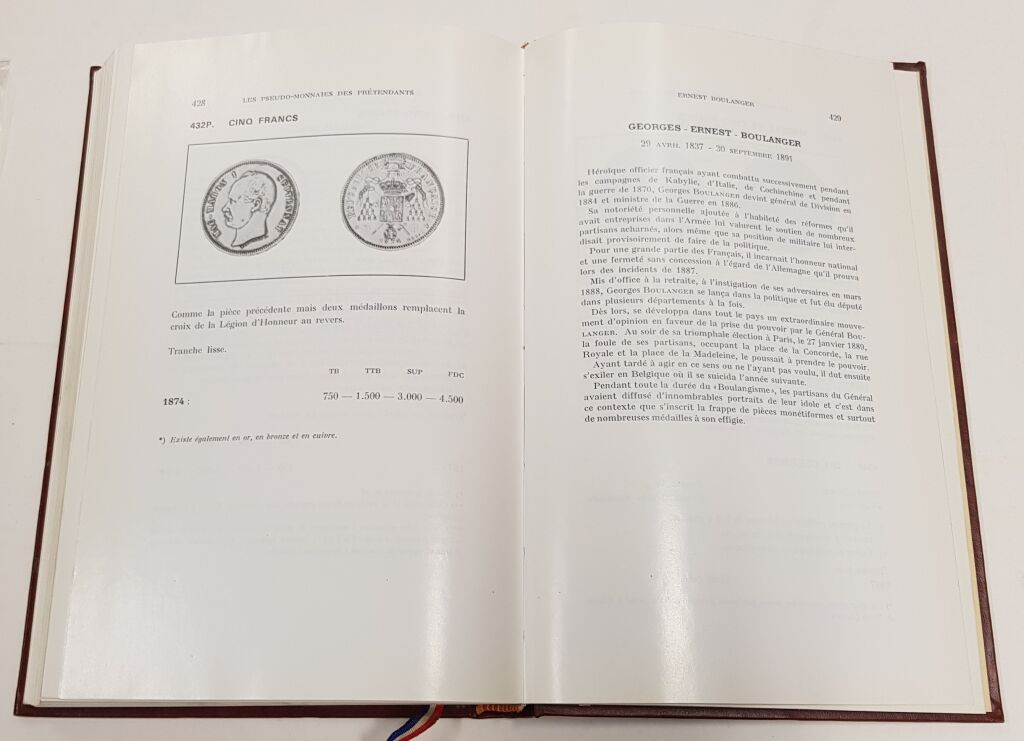 428
LES PSEUDO-MONNAIES DES PRÉTENDANTS
432P. CINQ FRANCS
1874
Comme la pièce précédente mais deux médaillons remplacent la
croix de la Légion d'Honneur au revers.
Tranche lisse.
TB TTB SUP FDC
1874 : 750 — 1.500 — 3.000 — 4.500
*) Existe également en or, en bronze et en cuivre.
ERNEST BOULANGER
429
GEORGES - ERNEST - BOULANGER
29 AVRIL 1837 - 30 SEPTEMBRE 1891
Héroïque officier français ayant combattu successivement pendant
les campagnes de Kabylie, d'Italie, de Cochinchine et pendant
la guerre de 1870, Georges BOULANGER devint général de Division en
1884 et ministre de la Guerre en 1886.
Sa notoriété personnelle ajoutée à l'habileté des réformes qu'il
avait entreprises dans l'Armée lui valurent le soutien de nombreux
partisans acharnés, alors même que sa position de militaire lui inter-
disait provisoirement de faire de la politique.
Pour une grande partie des Français, il incarnait l'honneur national
et une fermeté sans concession à l'égard de l'Allemagne qu'il prouva
lors des incidents de 1887.
Mis d'office à la retraite, à l'instigation de ses adversaires en mars
1888, Georges BOULANGER se lança dans la politique et fut élu député
dans plusieurs départements à la fois.
Dès lors, se développa dans tout le pays un extraordinaire mouve-
ment d'opinion en faveur de la prise du pouvoir par le Général BOU-
LANGER. Au soir de sa triomphale élection à Paris, le 27 janvier 1889,
la foule de ses partisans, occupant la place de la Concorde, la rue
Royale et la place de la Madeleine, le poussait à prendre le pouvoir.
Ayant tardé à agir en ce sens ou ne l'ayant pas voulu, il dut ensuite
s'exiler en Belgique où il se suicida l'année suivante.
Pendant toute la durée du «Boulangisme», les partisans du Général
avaient diffusé d'innombrables portraits de leur idole et c'est dans
ce contexte que s'inscrit la frappe de pièces monétiformes et surtout
de nombreuses médailles à son effigie.